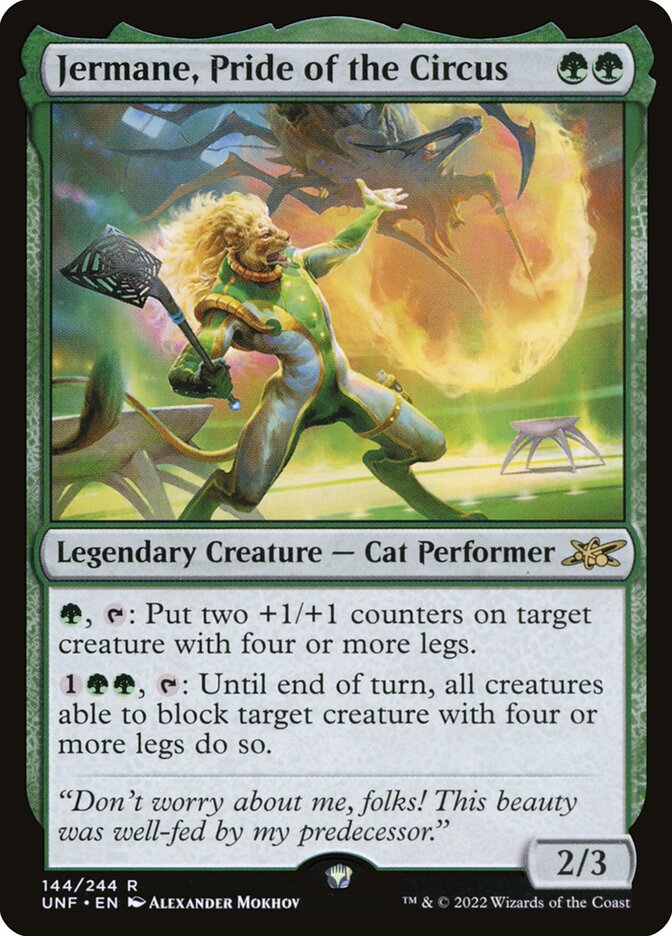 Jermane, Pride of the Circus
Legendary Creature — Cat Performer
, : Put two +1/+1 counters on target
creature with four or more legs.
1, : Until end of turn, all creatures
able to block target creature with four or
more legs do so.
“Don’t worry about me, folks! This beauty
was well-fed by my predecessor.”
2/3
144/244 R
UNF • EN Alexander Mokhov
™ & © 2022 Wizards of the Coast